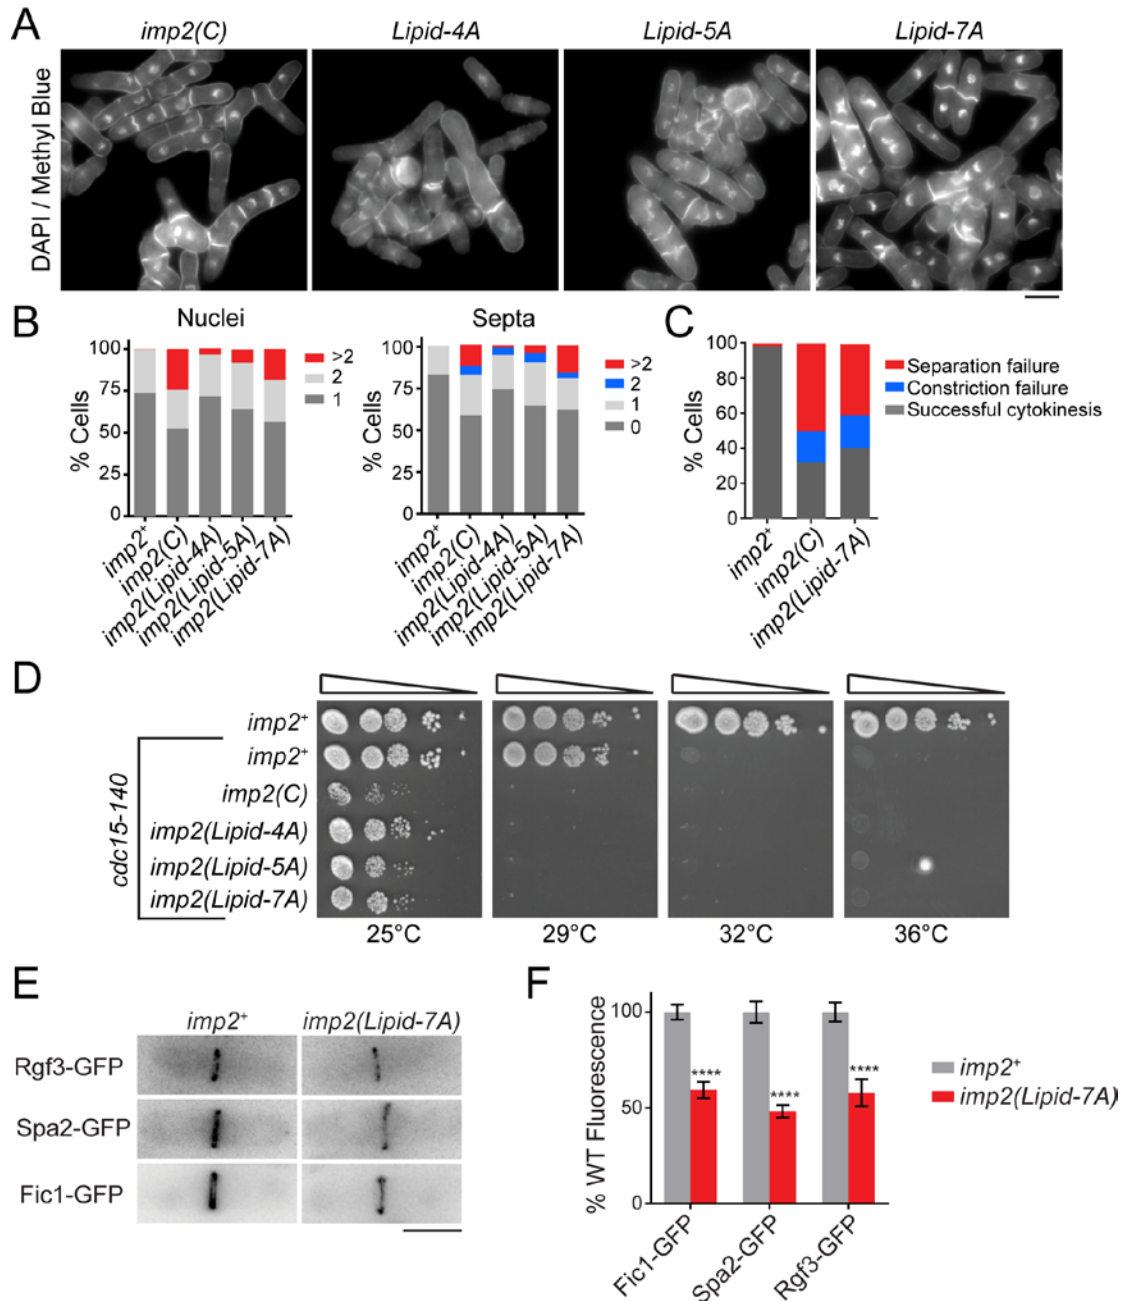 A
imp2(C) Lipid-4A Lipid-5A Lipid-7A
DAPI / Methyl Blue
B
Nuclei
% Cells
100
75
50
25
0
>2
2
1
imp2+
imp2(C)
imp2(Lipid-4A)
imp2(Lipid-5A)
imp2(Lipid-7A)
Septa
% Cells
100
75
50
25
0
>2
2
1
0
imp2+
imp2(C)
imp2(Lipid-4A)
imp2(Lipid-5A)
imp2(Lipid-7A)
C
% Cells
100
80
60
40
20
0
Separation failure
Constriction failure
Successful cytokinesis
imp2+
imp2(C)
imp2(Lipid-7A)
D
imp2+
cdc15-140
imp2+
imp2(C)
imp2(Lipid-4A)
imp2(Lipid-5A)
imp2(Lipid-7A)
25°C 29°C 32°C 36°C
E
imp2+ imp2(Lipid-7A)
Rgf3-GFP
Spa2-GFP
Fic1-GFP
F
% WT Fluorescence
100
50
0
**** **** ****
imp2+
imp2(Lipid-7A)
Fic1-GFP
Spa2-GFP
Rgf3-GFP